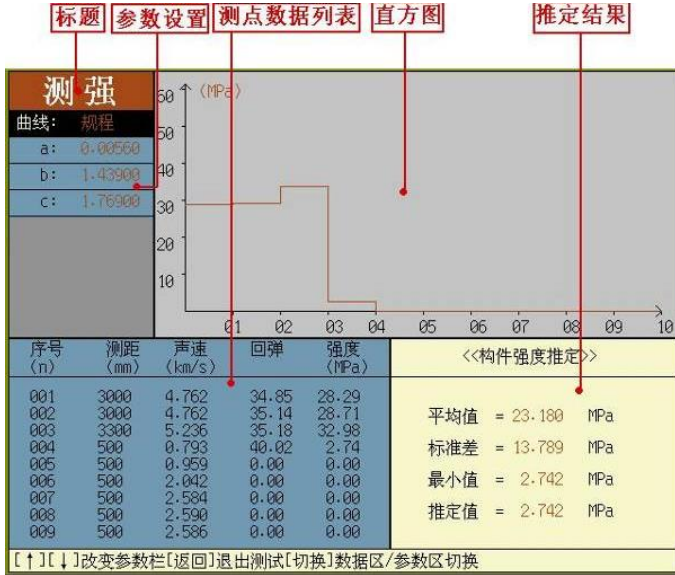 标题 参数设置 测点数据列表 直方图 推定结果
测 强
曲线: 规程
a: 0.00560
b: 1.43900
c: 1.76900
60 (MPa)
50
40
30
20
10
01 02 03 04 05 06 07 08 09 10
序号 测距 声速 回弹 强度
(n) (mm) (km/s) (MPa)
001 3000 4.762 34.85 28.29
002 3000 4.762 35.14 28.71
003 3300 5.236 35.18 32.98
004 500 0.793 40.02 2.74
005 500 0.959 0.00 0.00
006 500 2.042 0.00 0.00
007 500 2.584 0.00 0.00
008 500 2.590 0.00 0.00
009 500 2.586 0.00 0.00
<<构件强度推定>>
平均值 = 23.180 MPa
标准差 = 13.789 MPa
最小值 = 2.742 MPa
推定值 = 2.742 MPa
[↑][↓]改变参数栏[返回]退出测试[切换]数据区/参数区切换